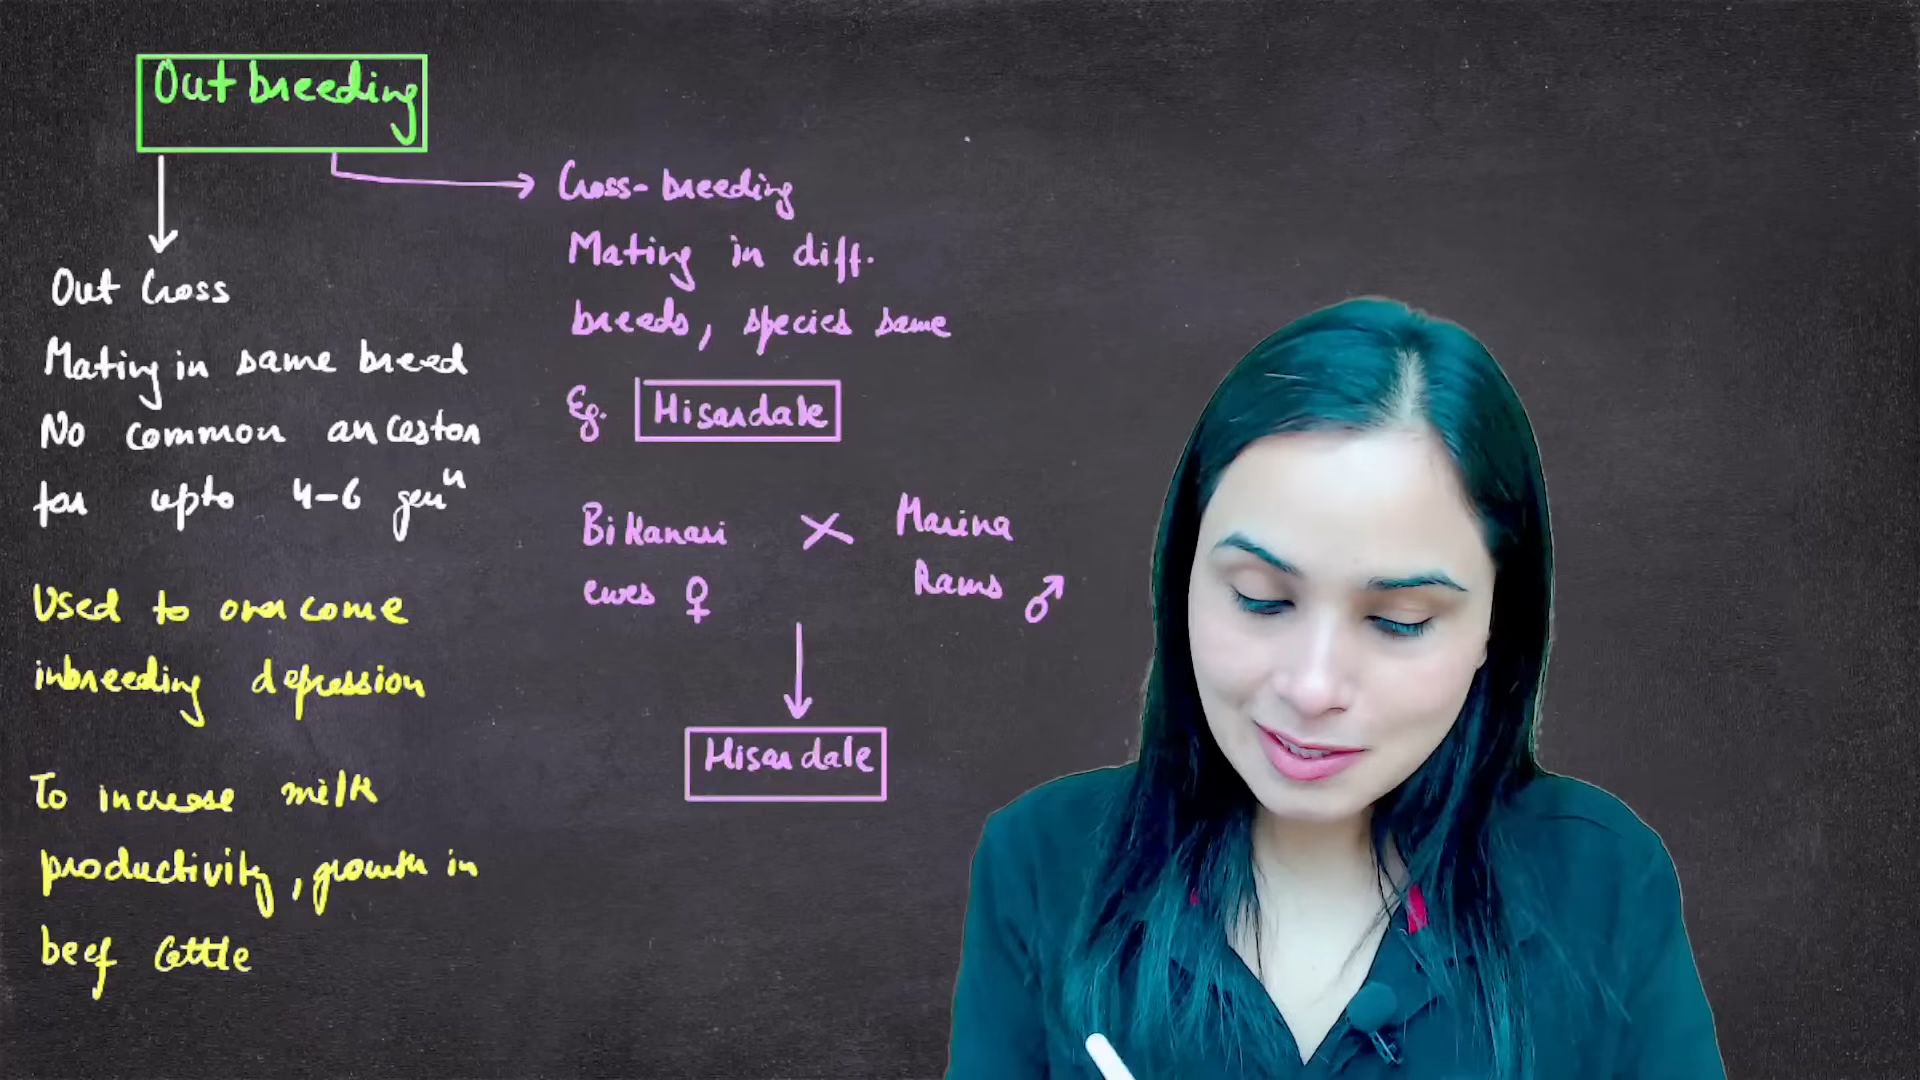 Out breeding
Out Cross
Mating in same breed
No common ancestor
for upto 4-6 genⁿ
Used to overcome
inbreeding depression
To increase milk
productivity, growth in
beef cattle
Cross-breeding
Mating in diff.
breeds, species same
Eg. Hisardale
Bikanari × Marina
ewes ♀ Rams ♂
Hisardale